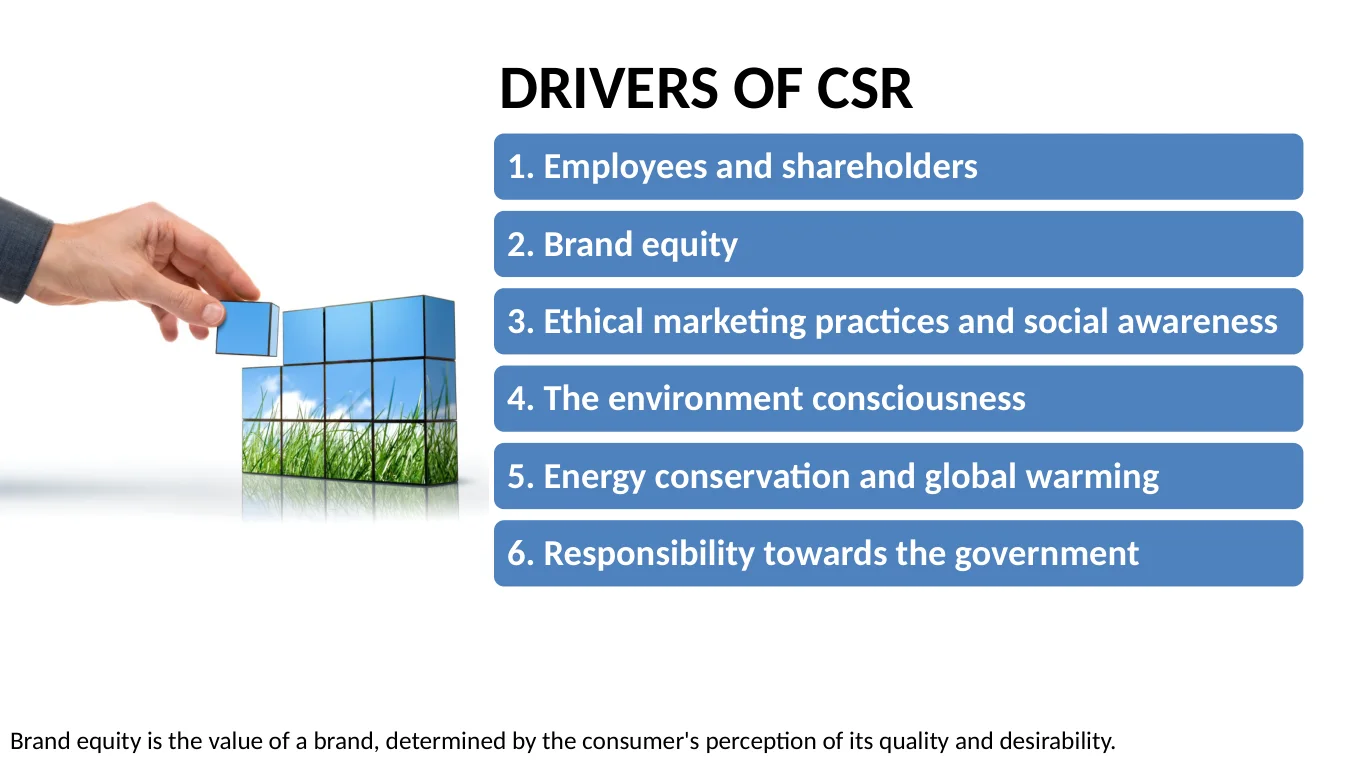 DRIVERS OF CSR
1. Employees and shareholders
2. Brand equity
3. Ethical marketing practices and social awareness
4. The environment consciousness
5. Energy conservation and global warming
6. Responsibility towards the government
Brand equity is the value of a brand, determined by the consumer's perception of its quality and desirability.